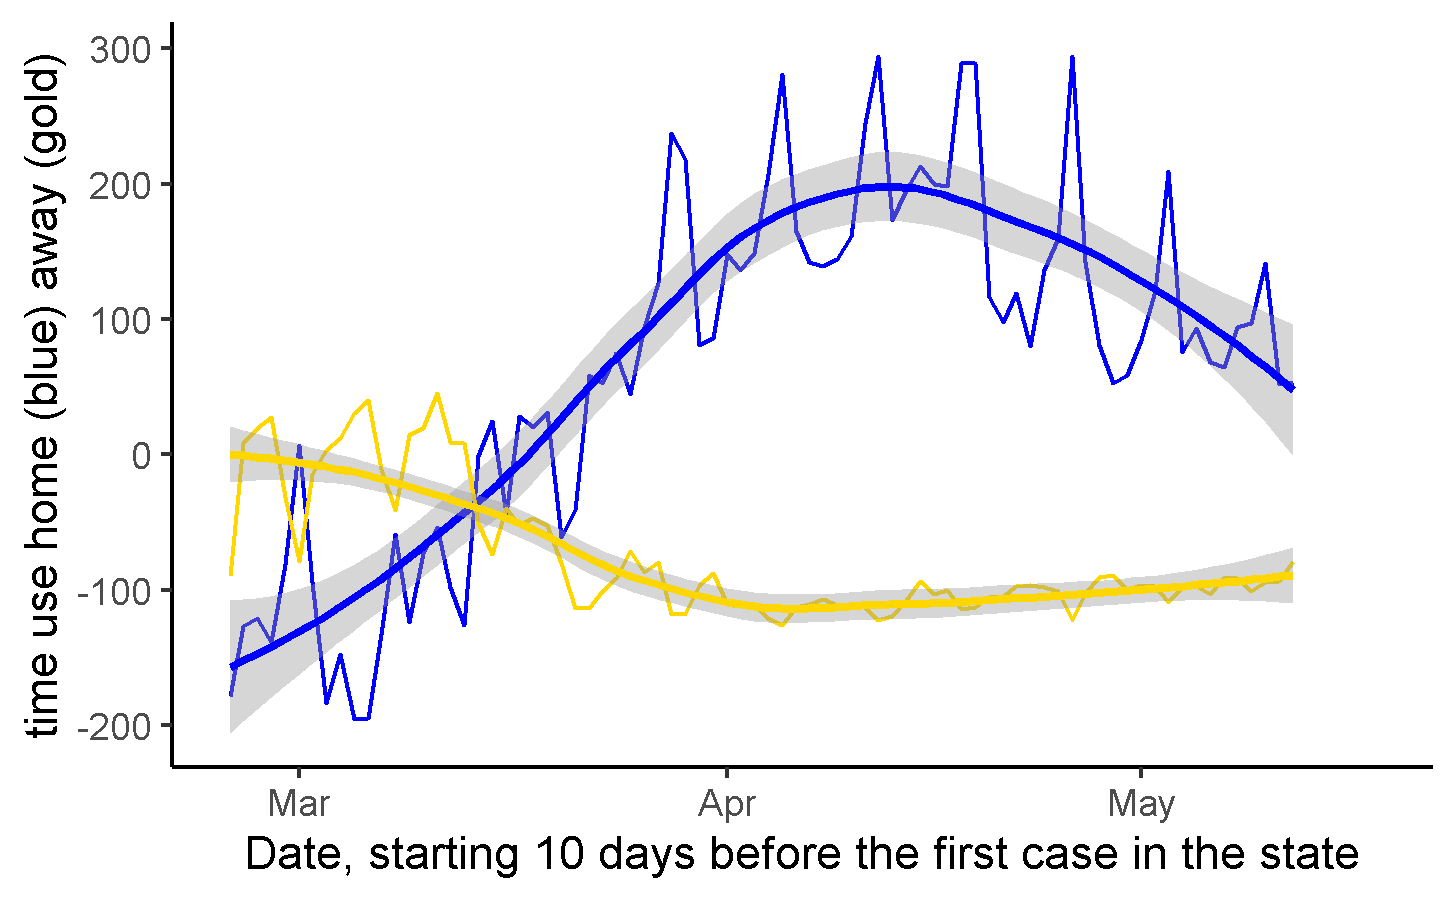 time use home (blue) away (gold)
300
200
100
0
-100
-200
Mar
Apr
May
Date, starting 10 days before the first case in the state